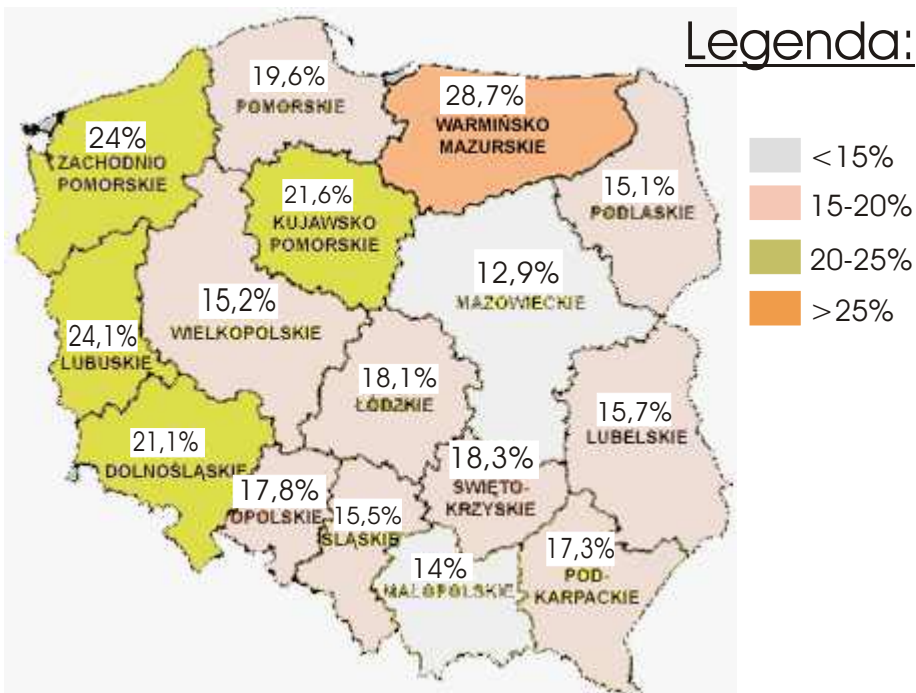 Legenda:
<15%
15-20%
20-25%
>25%
19,6%
POMORSKIE
28,7%
WARMIŃSKO
MAZURSKIE
24%
ZACHODNIO
POMORSKIE
21,6%
KUJAWSKO
POMORSKIE
15,1%
PODLASKIE
12,9%
MAZOWIECKIE
15,2%
WIELKOPOLSKIE
24,1%
LUBUSKIE
18,1%
ŁÓDZKIE
15,7%
LUBELSKIE
21,1%
DOLNOŚLĄSKIE
17,8%
OPOLSKIE
15,5%
ŚLĄSKIE
18,3%
ŚWIĘTO-
KRZYSKIE
14%
MAŁOPOLSKIE
17,3%
POD-
KARPACKIE